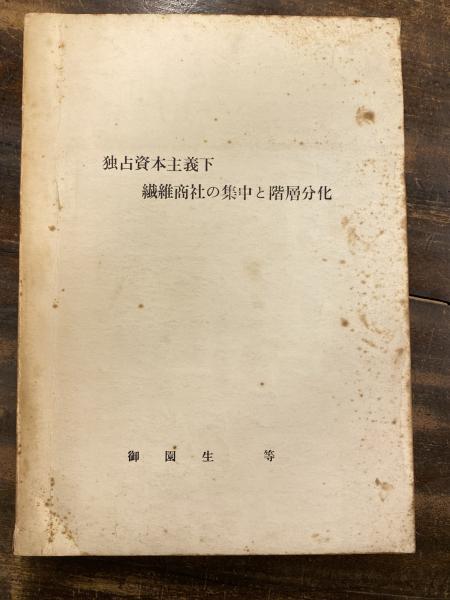 独占資本主義下
繊維商社の集中と階層分化
御園生 等